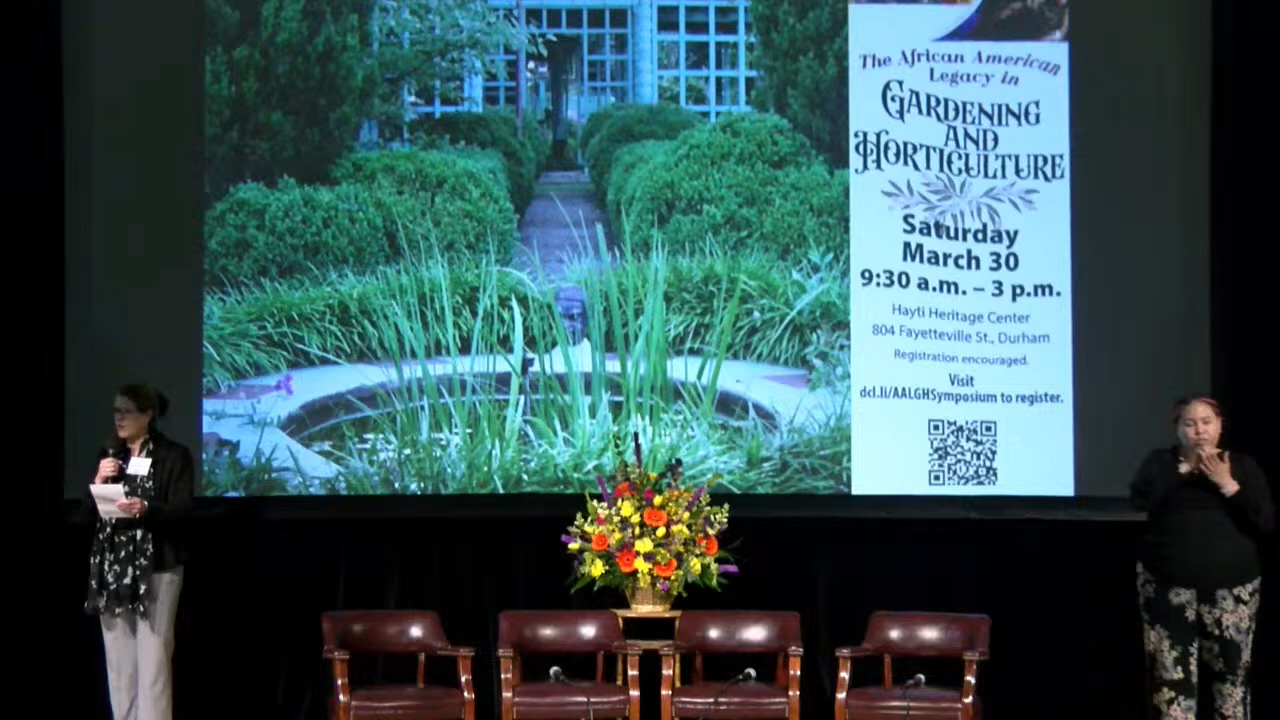 The African American
Legacy in
GARDENING
AND
HORTICULTURE
Saturday
March 30
9:30 a.m. – 3 p.m.
Hayti Heritage Center
804 Fayetteville St., Durham
Registration encouraged.
Visit
dcl.li/AALGHSymposium to register.